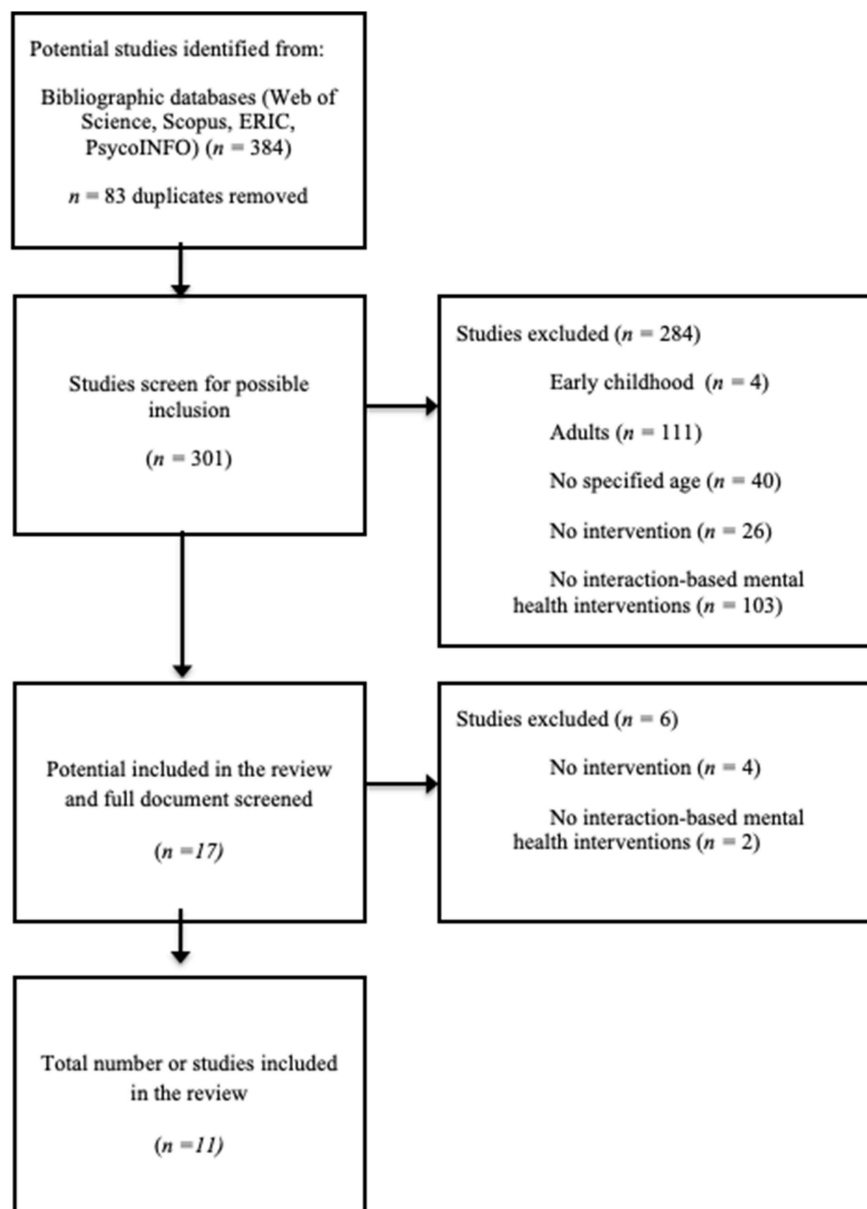 Potential studies identified from:
Bibliographic databases (Web of
Science, Scopus, ERIC,
PsycoINFO) (n = 384)
n = 83 duplicates removed
Studies screen for possible
inclusion
(n = 301)
Studies excluded (n = 284)
Early childhood (n = 4)
Adults (n = 111)
No specified age (n = 40)
No intervention (n = 26)
No interaction-based mental
health interventions (n = 103)
Potential included in the review
and full document screened
(n =17)
Studies excluded (n = 6)
No intervention (n = 4)
No interaction-based mental
health interventions (n = 2)
Total number or studies included
in the review
(n =11)